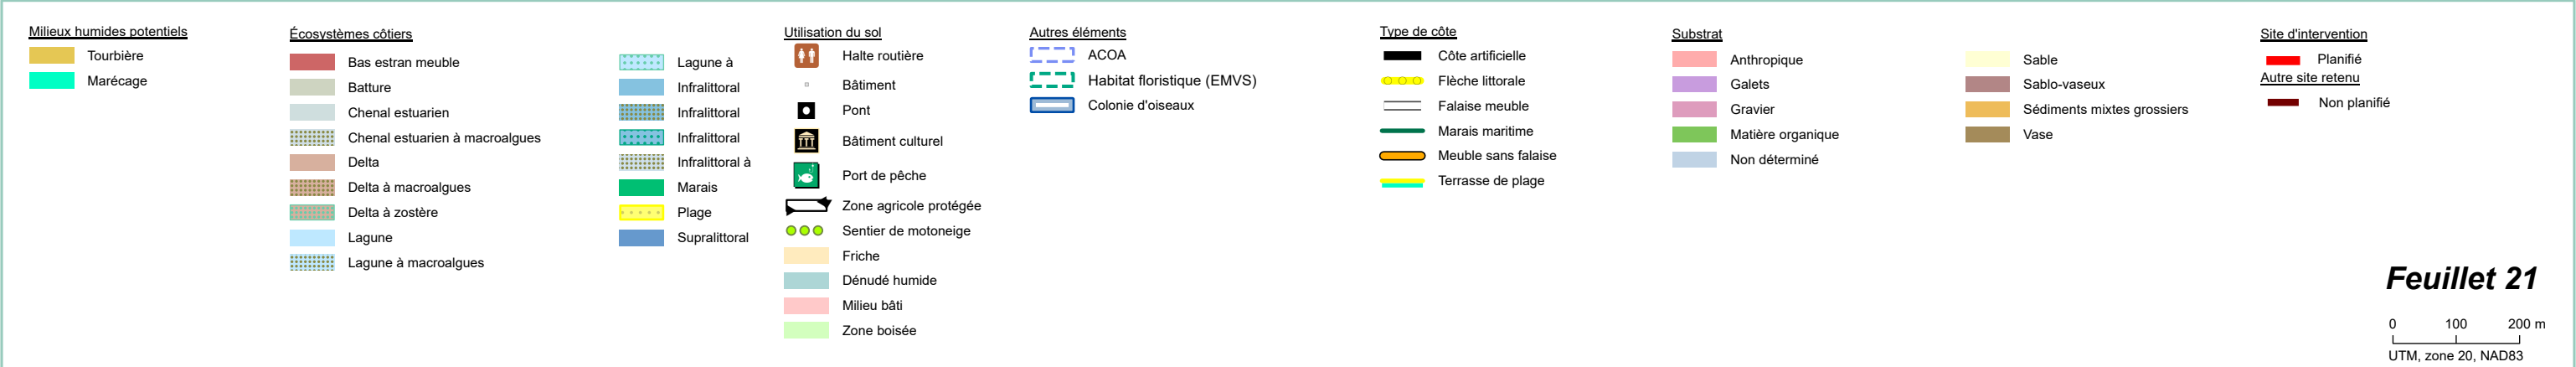 Milieux humides potentiels
Tourbière
Marécage
Écosystèmes côtiers
Bas estran meuble
Batture
Chenal estuarien
Chenal estuarien à macroalgues
Delta
Delta à macroalgues
Delta à zostère
Lagune
Lagune à macroalgues
Lagune à
Infralittoral
Infralittoral
Infralittoral
Infralittoral à
Marais
Plage
Supralittoral
Utilisation du sol
Halte routière
Bâtiment
Pont
Bâtiment culturel
Port de pêche
Zone agricole protégée
Sentier de motoneige
Friche
Dénudé humide
Milieu bâti
Zone boisée
Autres éléments
ACOA
Habitat floristique (EMVS)
Colonie d'oiseaux
Type de côte
Côte artificielle
Flèche littorale
Falaise meuble
Marais maritime
Meuble sans falaise
Terrasse de plage
Substrat
Anthropique
Galets
Gravier
Matière organique
Non déterminé
Sable
Sablo-vaseux
Sédiments mixtes grossiers
Vase
Site d'intervention
Planifié
Autre site retenu
Non planifié
Feuillet 21
0 100 200 m
UTM, zone 20, NAD83